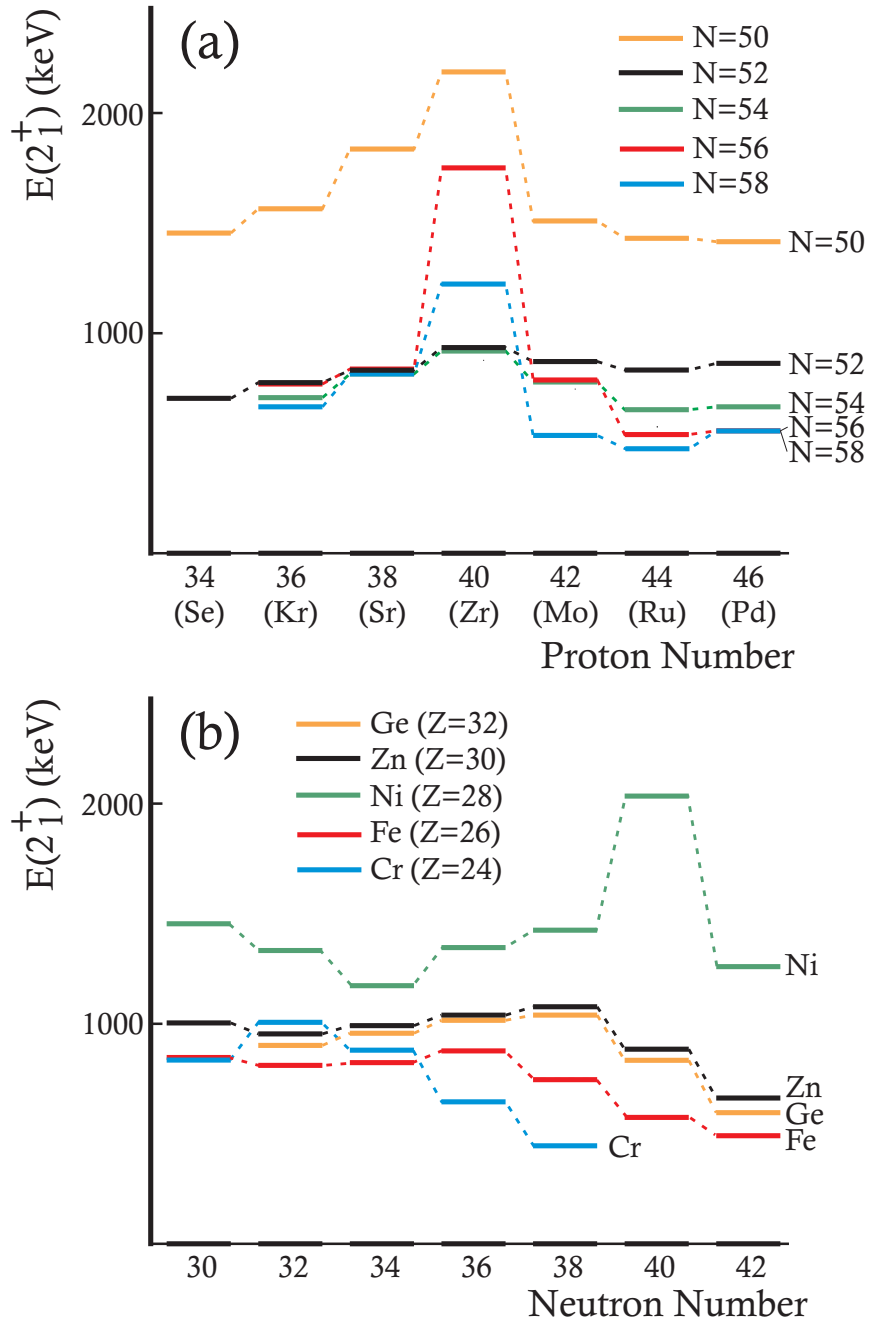 (a)
E(2⁺₁) (keV)
N=50
N=52
N=54
N=56
N=58
2000
1000
N=50
N=52
N=54
N=56
N=58
34 36 38 40 42 44 46
(Se) (Kr) (Sr) (Zr) (Mo) (Ru) (Pd)
Proton Number
(b)
E(2⁺₁) (keV)
Ge (Z=32)
Zn (Z=30)
Ni (Z=28)
Fe (Z=26)
Cr (Z=24)
2000
1000
Ni
Zn
Ge
Fe
Cr
30 32 34 36 38 40 42
Neutron Number